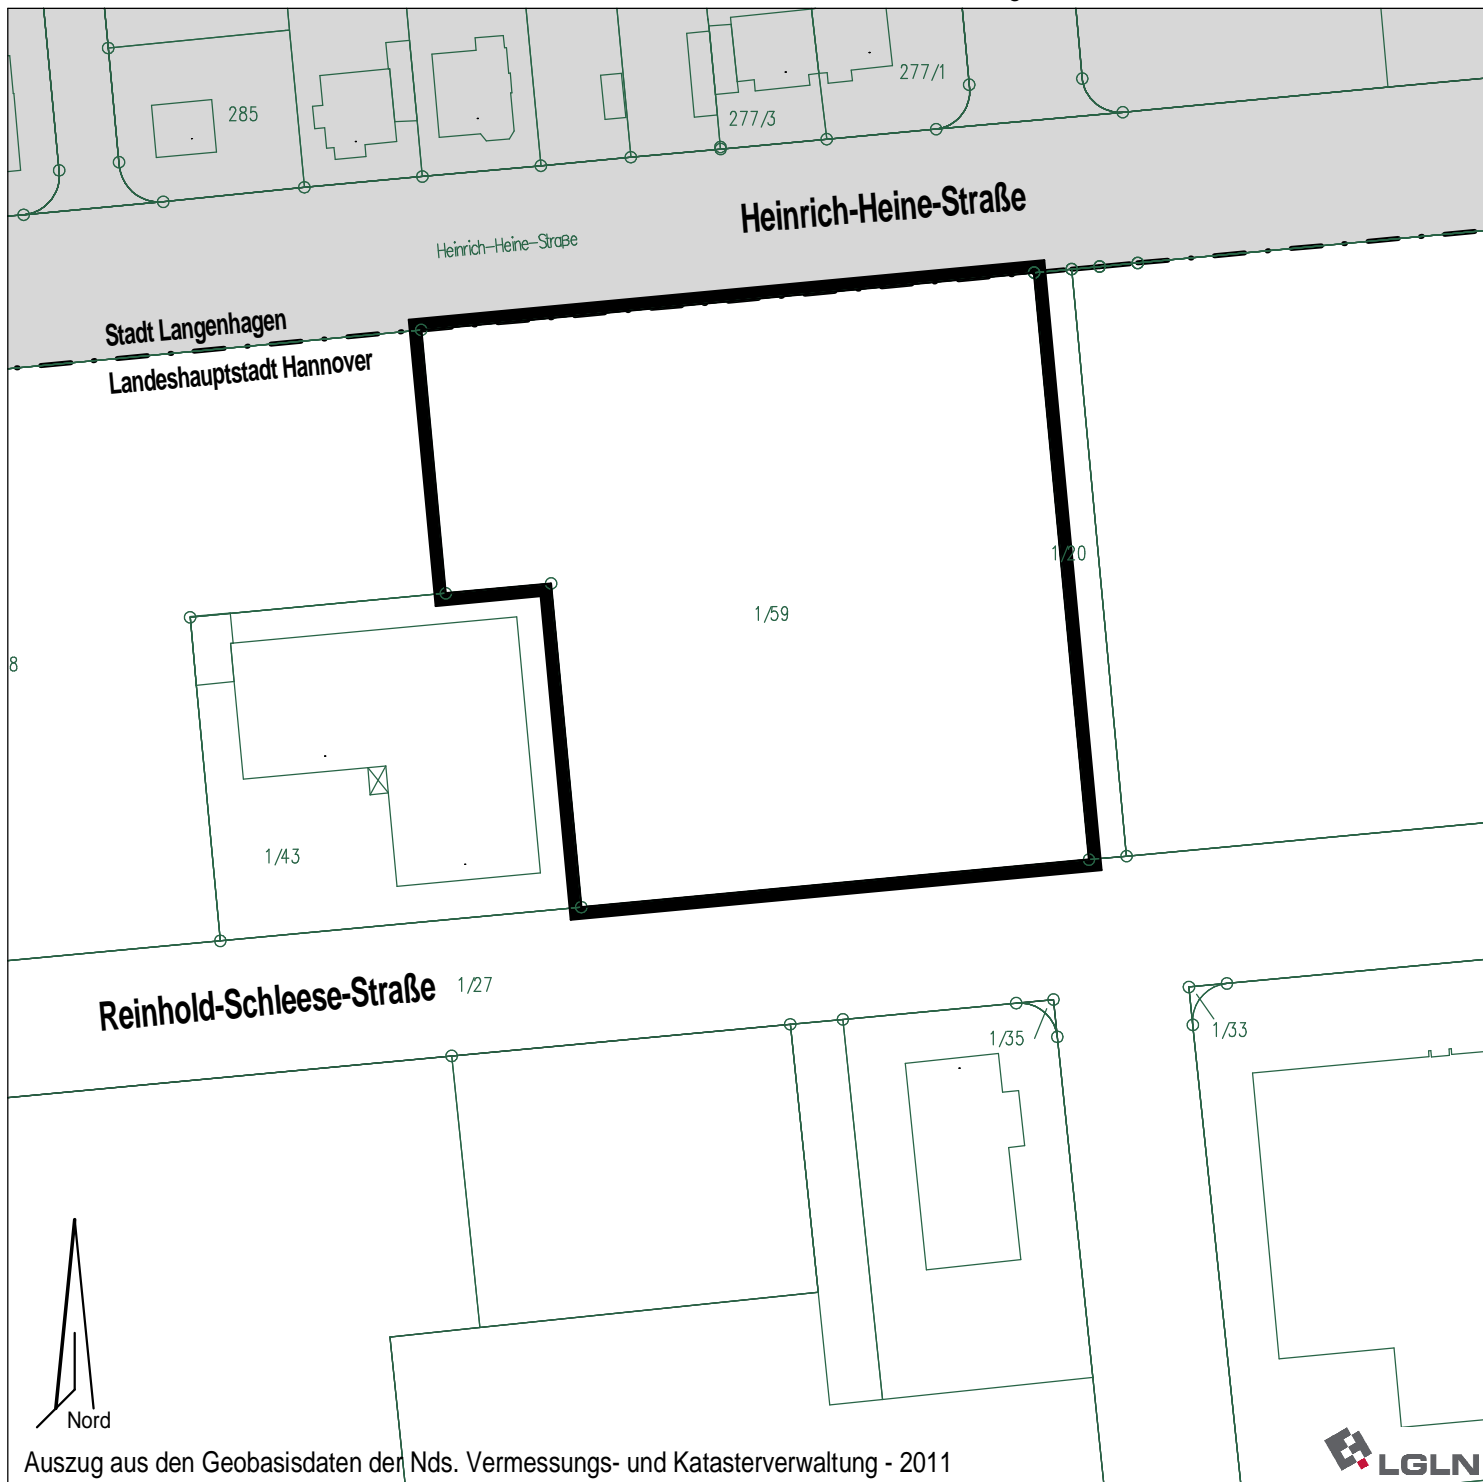 285
277/1
277/3
Heinrich-Heine-Straße
Heinrich-Heine-Straße
Stadt Langenhagen
Landeshauptstadt Hannover
1/20
1/59
8
1/43
Reinhold-Schleese-Straße
1/27
1/35
1/33
Nord
Auszug aus den Geobasisdaten der Nds. Vermessungs- und Katasterverwaltung - 2011
LGLN